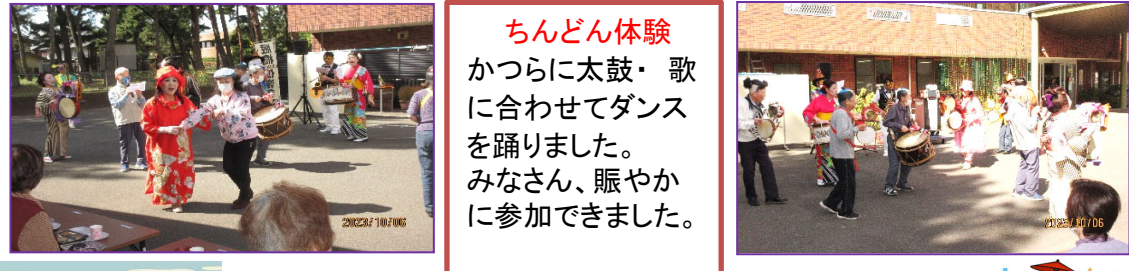 ちんどん体験
かつらに太鼓・ 歌
に合わせてダンス
を踊りました。
みなさん、賑やか
に参加できました。
2023/10/06
2023/10/06